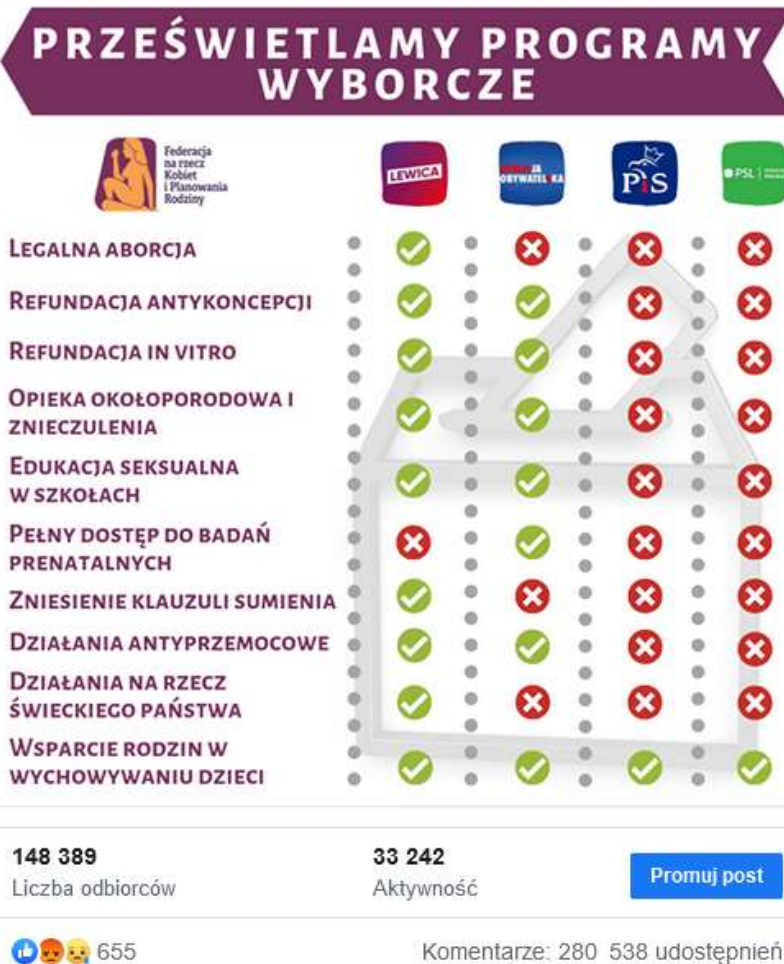 PRZEŚWIETLAMY PROGRAMY
WYBORCZE
Federacja
na rzecz
Kobiet
i Planowania
Rodziny
LEWICA
OBYWATELSKA
PiS
PSL
LEGALNA ABORCJA
REFUNDACJA ANTYKONCEPCJI
REFUNDACJA IN VITRO
OPIEKA OKOŁOPORODOWA I
ZNIECZULENIA
EDUKACJA SEKSUALNA
W SZKOŁACH
PEŁNY DOSTĘP DO BADAŃ
PRENATALNYCH
ZNIESIENIE KLAUZULI SUMIENIA
DZIAŁANIA ANTYPRZEMOCOWE
DZIAŁANIA NA RZECZ
ŚWIECKIEGO PAŃSTWA
WSPARCIE RODZIN W
WYCHOWYWANIU DZIECI
148 389
Liczba odbiorców
33 242
Aktywność
Promuj post
655
Komentarze: 280 538 udostępnień